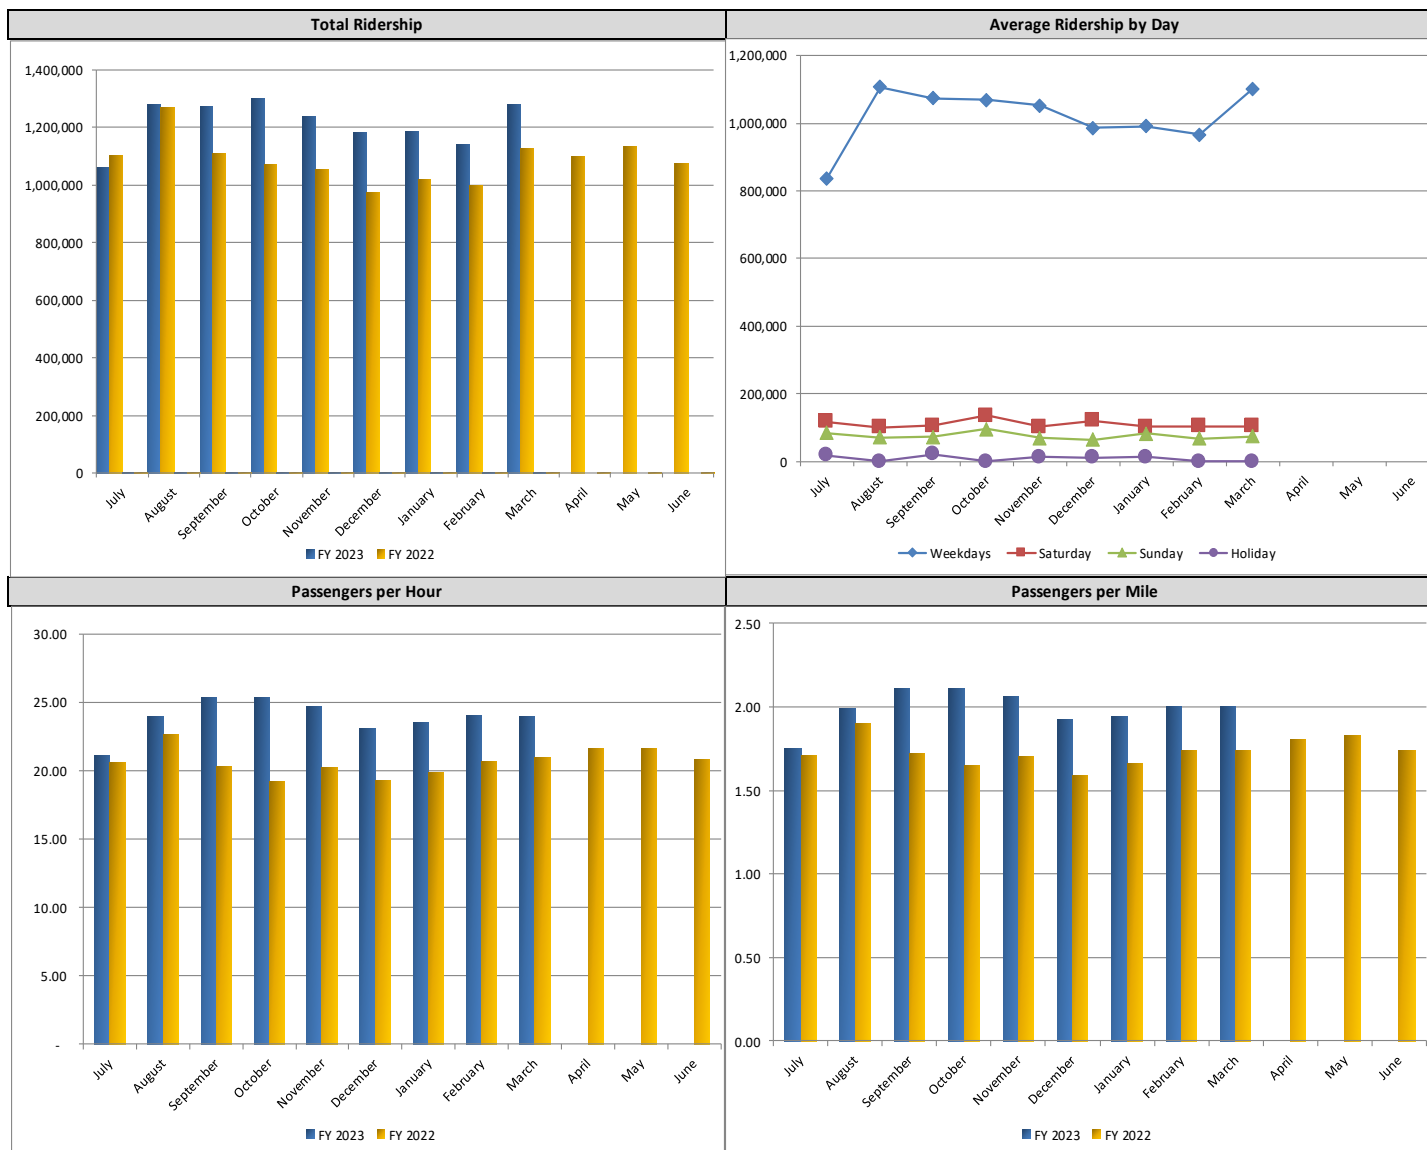 Total Ridership
1,400,000
1,200,000
1,000,000
800,000
600,000
400,000
200,000
0
July August September October November December January February March April May June
FY 2023 FY 2022
Average Ridership by Day
1,200,000
1,000,000
800,000
600,000
400,000
200,000
0
July August September October November December January February March April May June
Weekdays Saturday Sunday Holiday
Passengers per Hour
30.00
25.00
20.00
15.00
10.00
5.00
-
July August September October November December January February March April May June
FY 2023 FY 2022
Passengers per Mile
2.50
2.00
1.50
1.00
0.50
0.00
July August September October November December January February March April May June
FY 2023 FY 2022